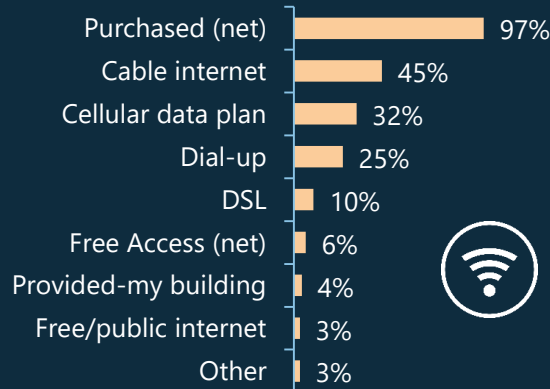 Purchased (net) 97%
Cable internet 45%
Cellular data plan 32%
Dial-up 25%
DSL 10%
Free Access (net) 6%
Provided-my building 4%
Free/public internet 3%
Other 3%